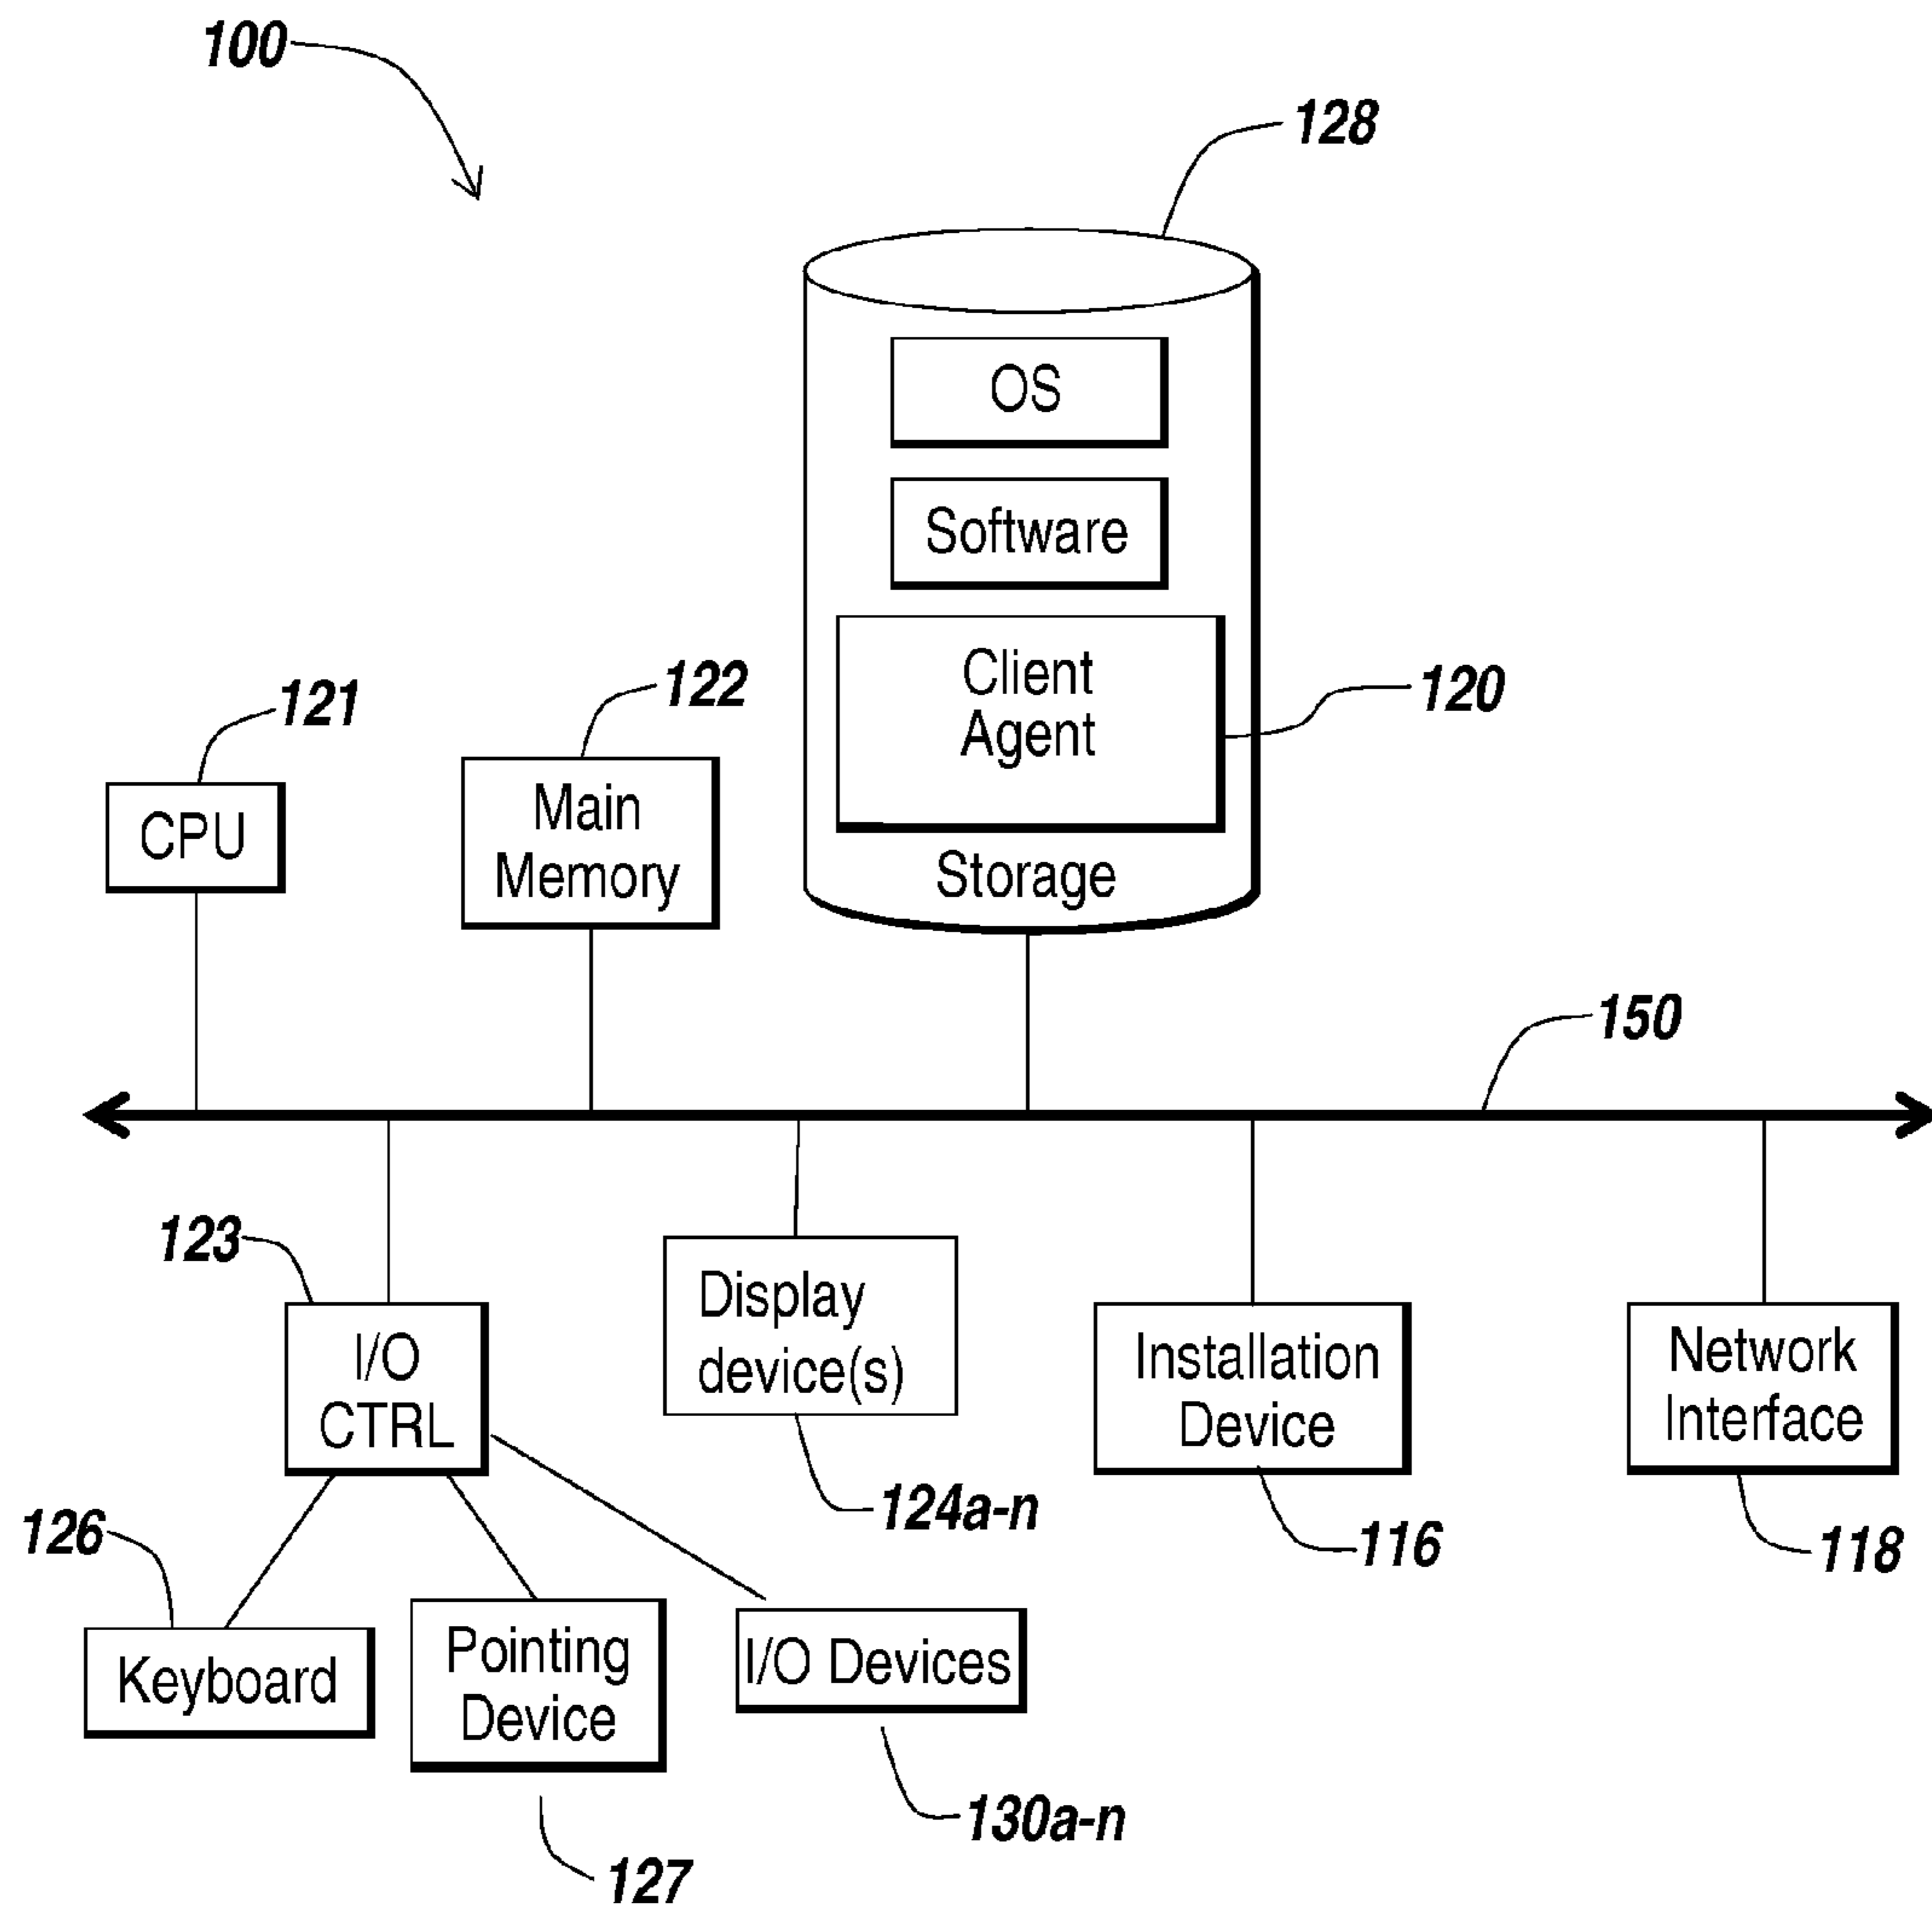 100
128
OS
Software
Client
Agent
120
122
121
CPU
Main
Memory
Storage
150
123
I/O
CTRL
Display
device(s)
Installation
Device
Network
Interface
124a-n
116
118
126
Keyboard
Pointing
Device
I/O Devices
130a-n
127